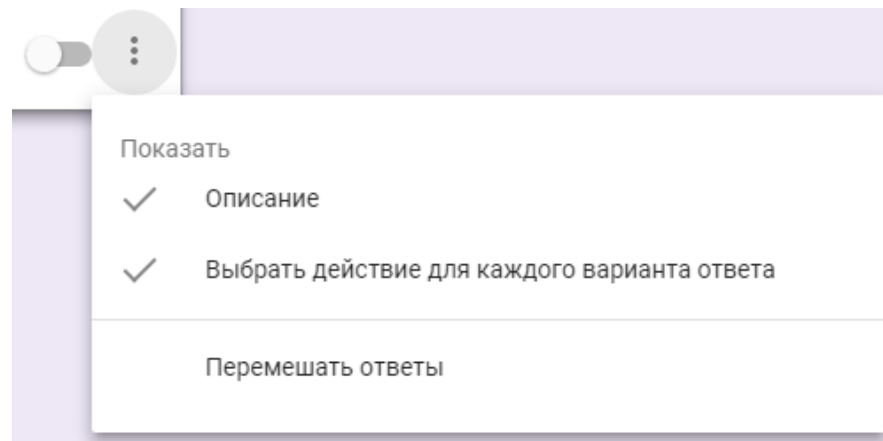 Показать
Описание
Выбрать действие для каждого варианта ответа
Перемешать ответы